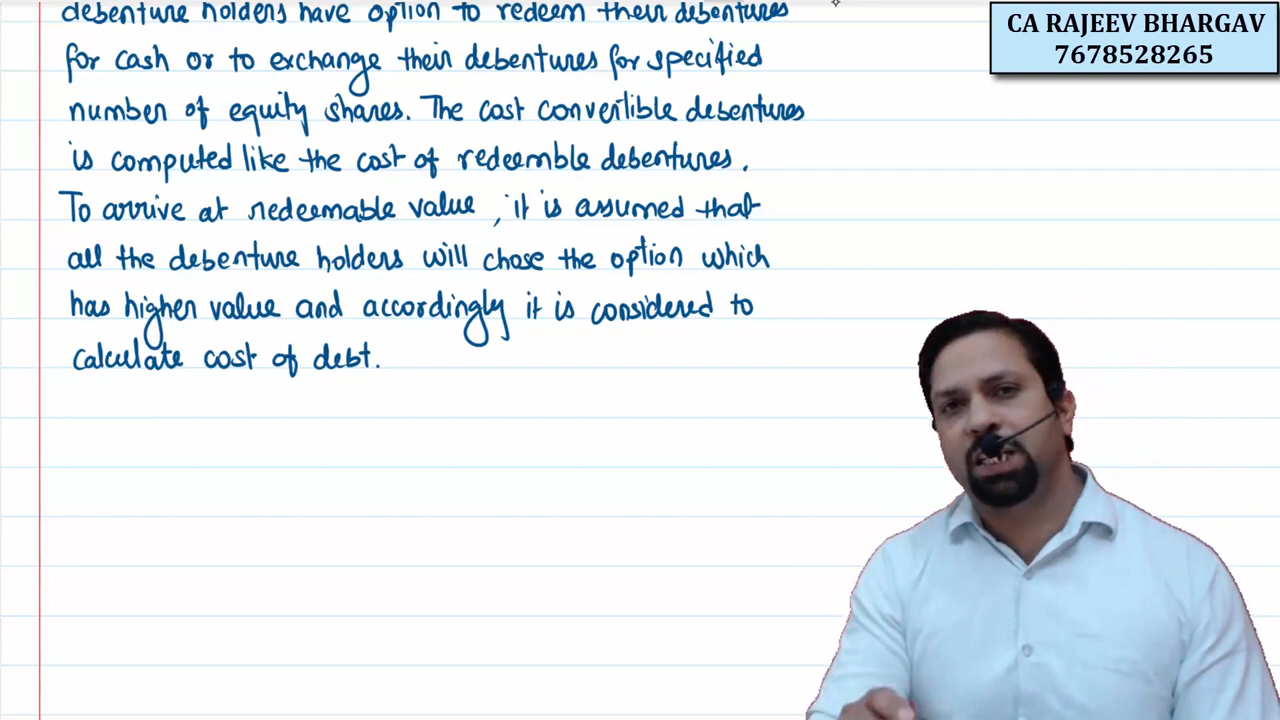 debenture holders have option to redeem their debentures
for cash or to exchange their debentures for specified
number of equity shares. The cost convertible debentures
is computed like the cost of redeemble debentures.
To arrive at redeemable value, it is assumed that
all the debenture holders will chose the option which
has higher value and accordingly it is considered to
calculate cost of debt.
CA RAJEEV BHARGAV
7678528265